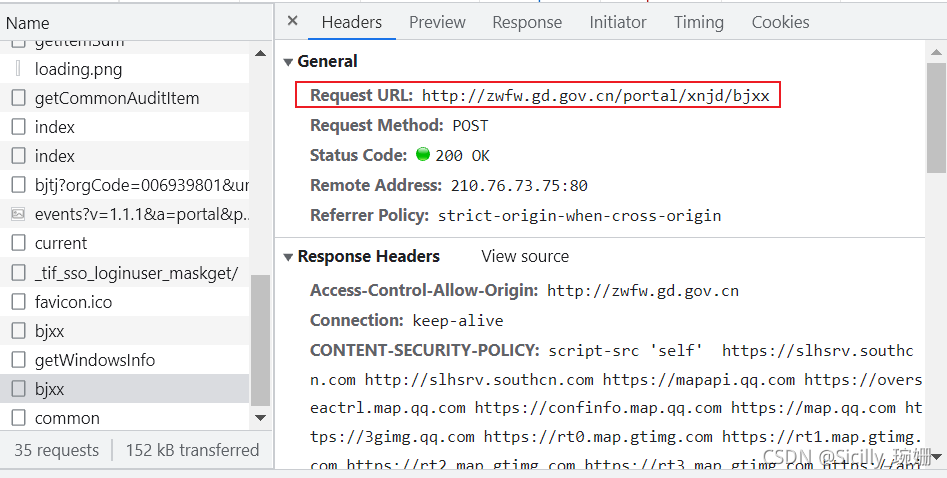 Name
getItemSum
loading.png
getCommonAuditItem
index
index
bjtj?orgCode=006939801&ur
events?v=1.1.1&a=portal&p...
current
_tif_sso_loginuser_maskget/
favicon.ico
bjxx
getWindowsInfo
bjxx
common
35 requests 152 kB transferred
× Headers Preview Response Initiator Timing Cookies
▼ General
Request URL: http://zwfw.gd.gov.cn/portal/xnjd/bjxx
Request Method: POST
Status Code: 200 OK
Remote Address: 210.76.73.75:80
Referrer Policy: strict-origin-when-cross-origin
▼ Response Headers View source
Access-Control-Allow-Origin: http://zwfw.gd.gov.cn
Connection: keep-alive
CONTENT-SECURITY-POLICY: script-src 'self' https://slhsrv.southc
n.com http://slhsrv.southcn.com https://mapapi.qq.com https://overs
eactrl.map.qq.com https://confinfo.map.qq.com https://map.qq.com ht
tps://3gimg.qq.com https://rt0.map.gtimg.com https://rt1.map.gtimg.
com https://rt2.map.gtimg.com https://rt3.map.gtimg.com https://api
CSDN @Sicilly_琬姗